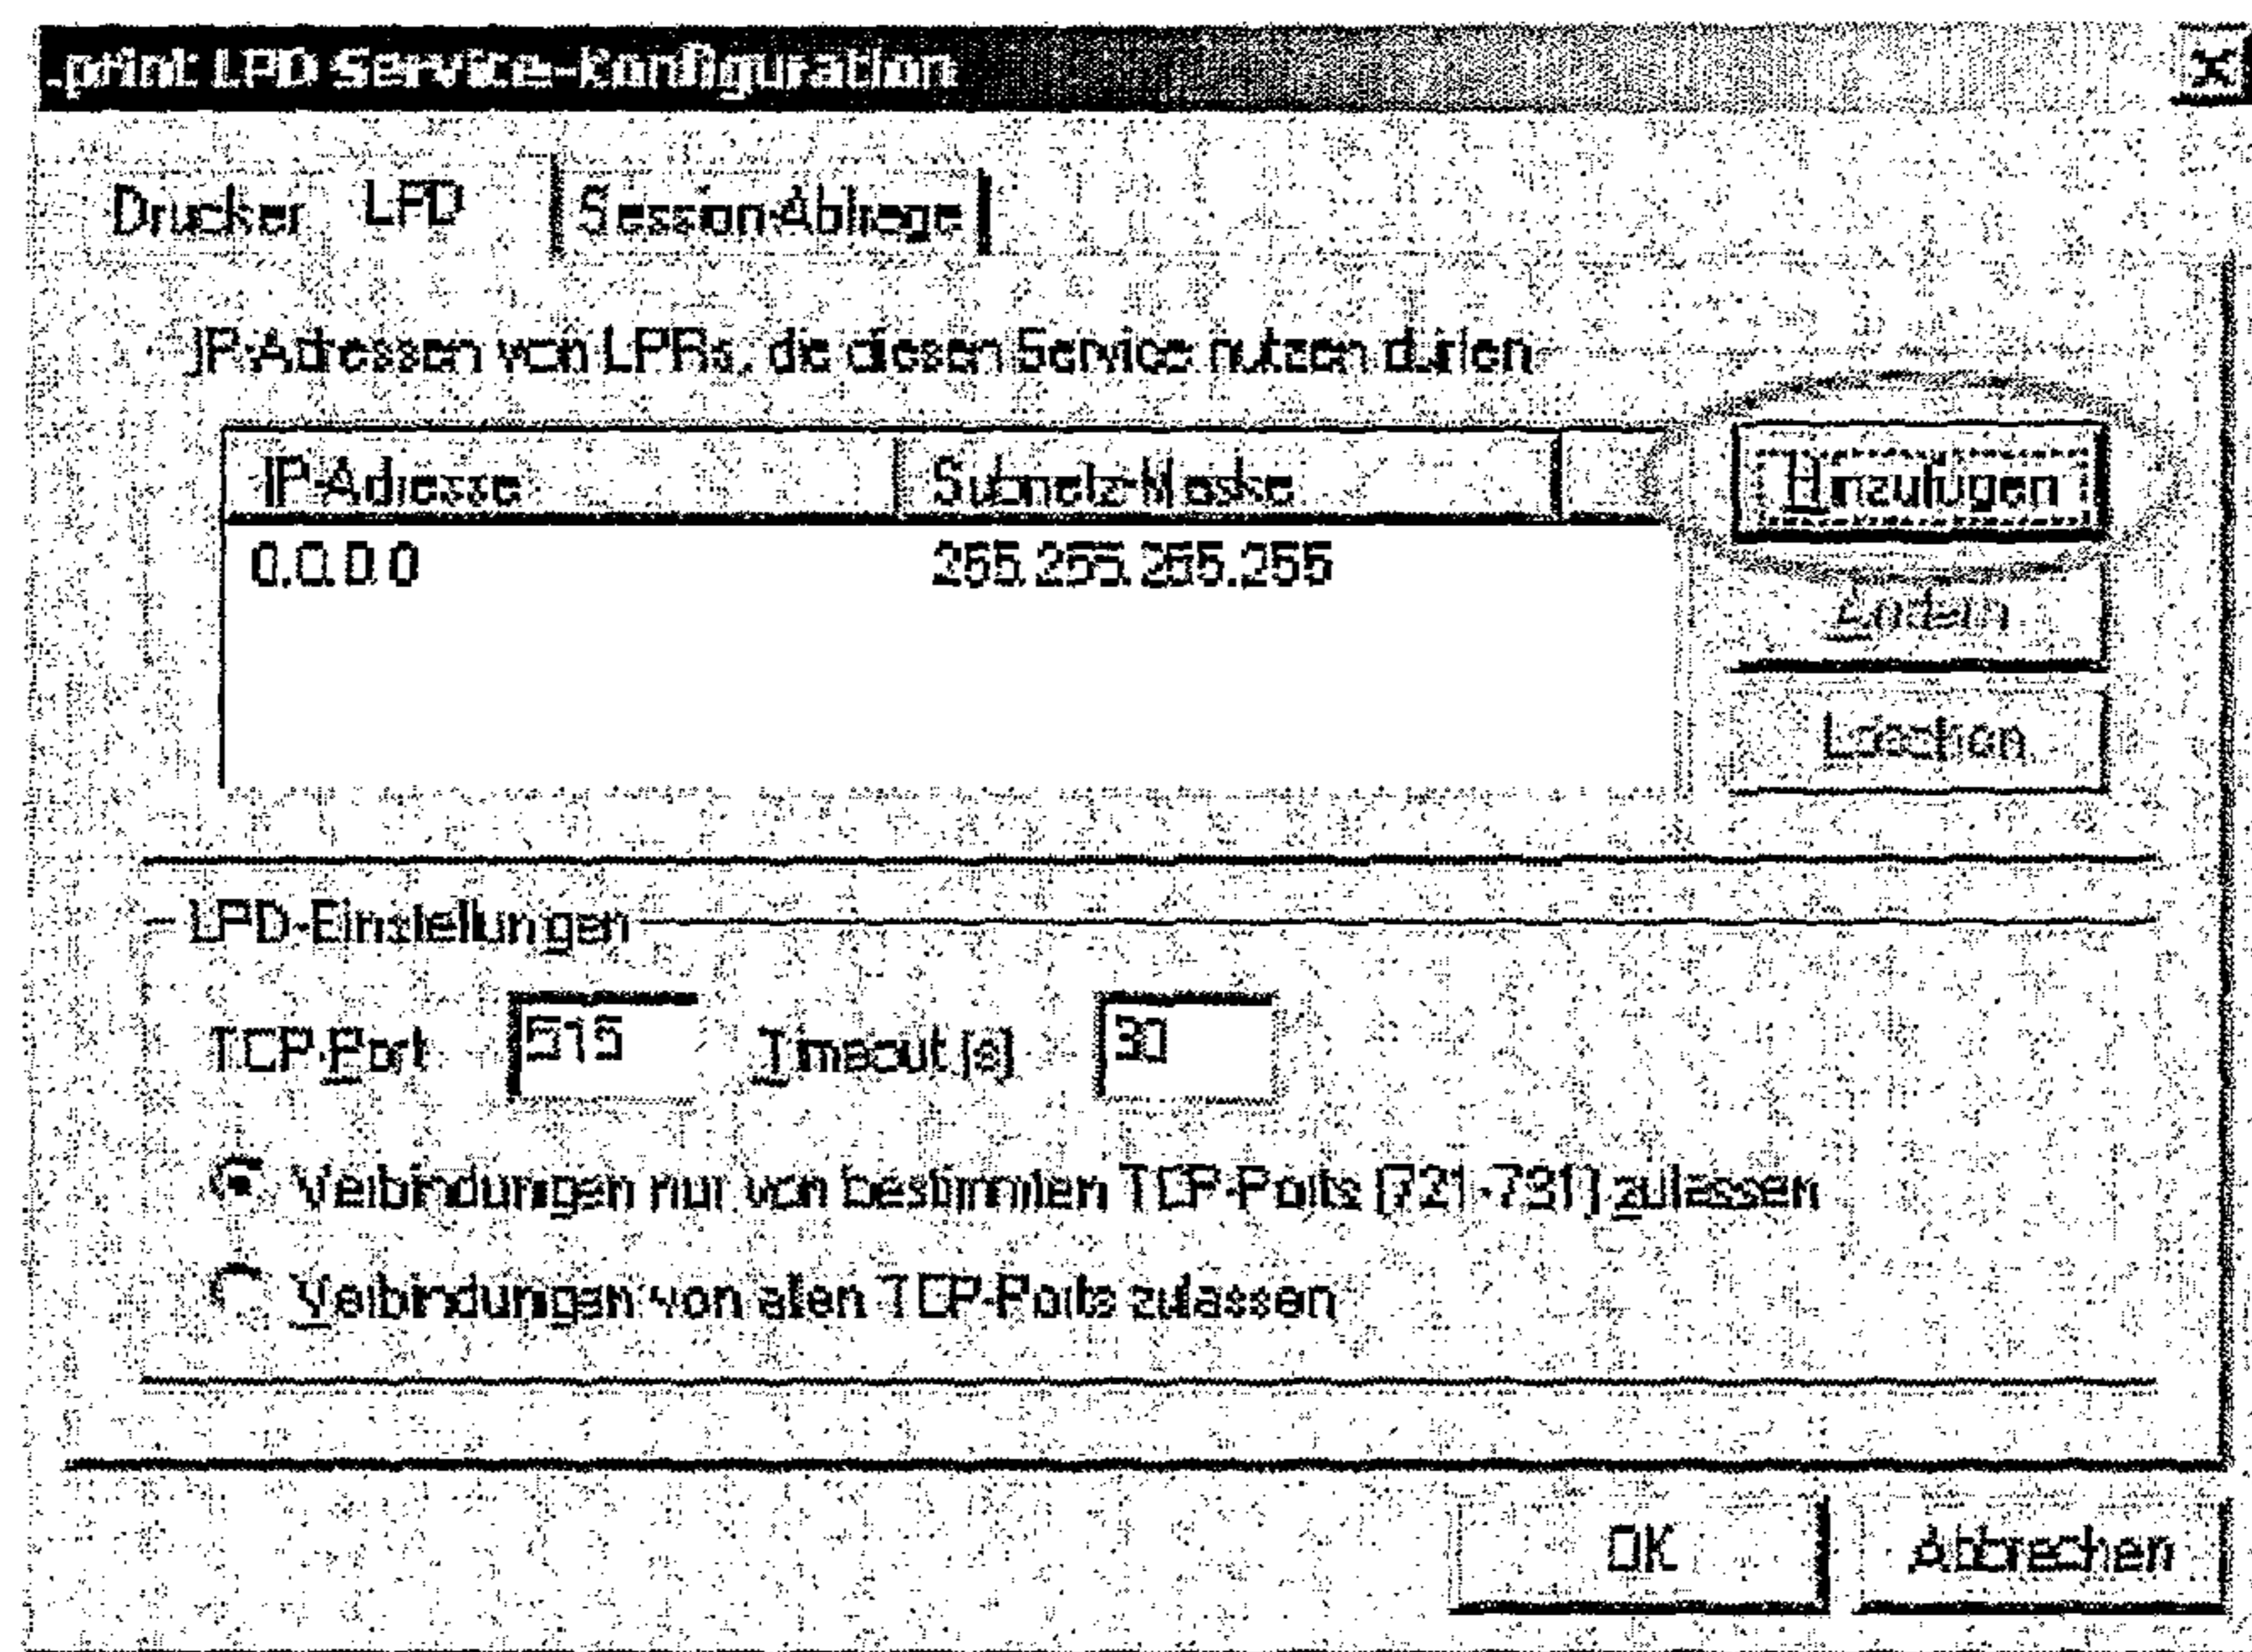 .print LPD Service-Konfiguration
Drucker LPD Session-Ablage
IP-Adressen von LPRs, die diesen Service nutzen dürfen
IP-Adresse Subnetz-Maske
Hinzufügen
0.0.0.0 255.255.255.255
Ändern
Löschen
LPD-Einstellungen
TCP-Port 515 Timeout (s) 30
Verbindungen nur von bestimmten TCP-Ports (721-731) zulassen
Verbindungen von allen TCP-Ports zulassen
OK Abbrechen